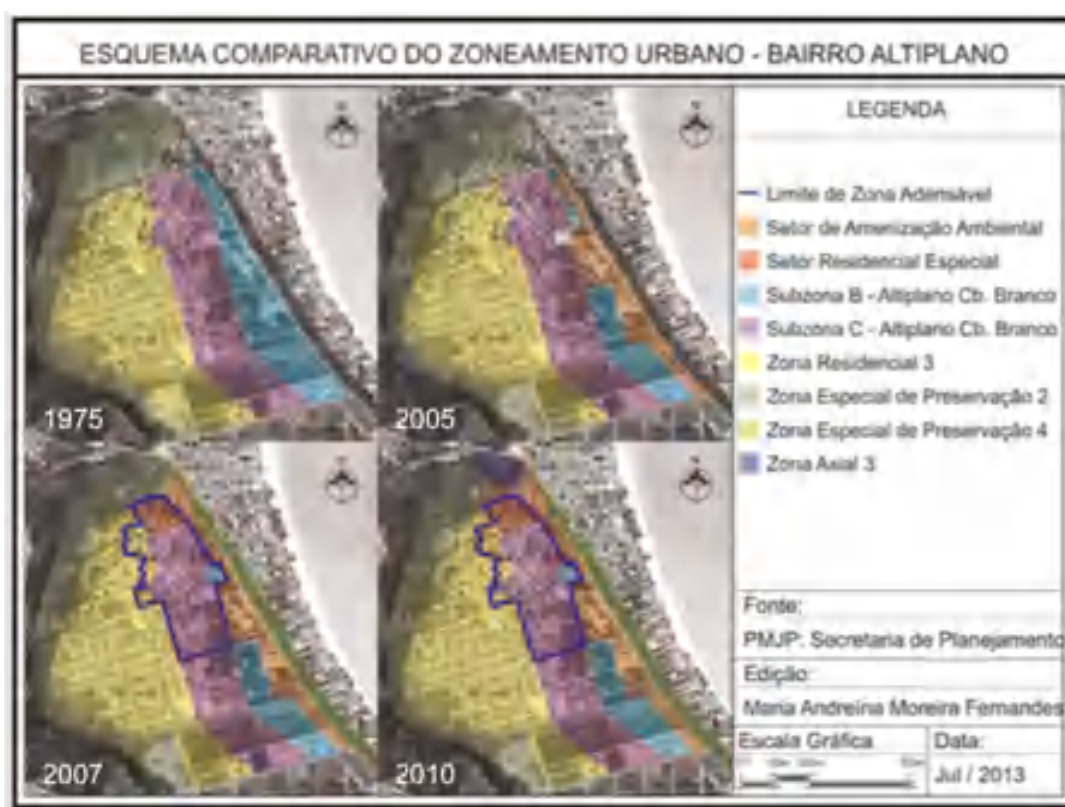 ESQUEMA COMPARATIVO DO ZONEAMENTO URBANO - BAIRRO ALTIPLANO
1975
2005
2007
2010
LEGENDA
Limite de Zona Adensável
Setor de Amenização Ambiental
Setor Residencial Especial
Subzona B - Altiplano Cb. Branco
Subzona C - Altiplano Cb. Branco
Zona Residencial 3
Zona Especial de Preservação 2
Zona Especial de Preservação 4
Zona Axial 3
Fonte:
PMJP: Secretaria de Planejamento
Edição:
Maria Andreína Moreira Fernandes
Escala Gráfica
Data:
Jul / 2013